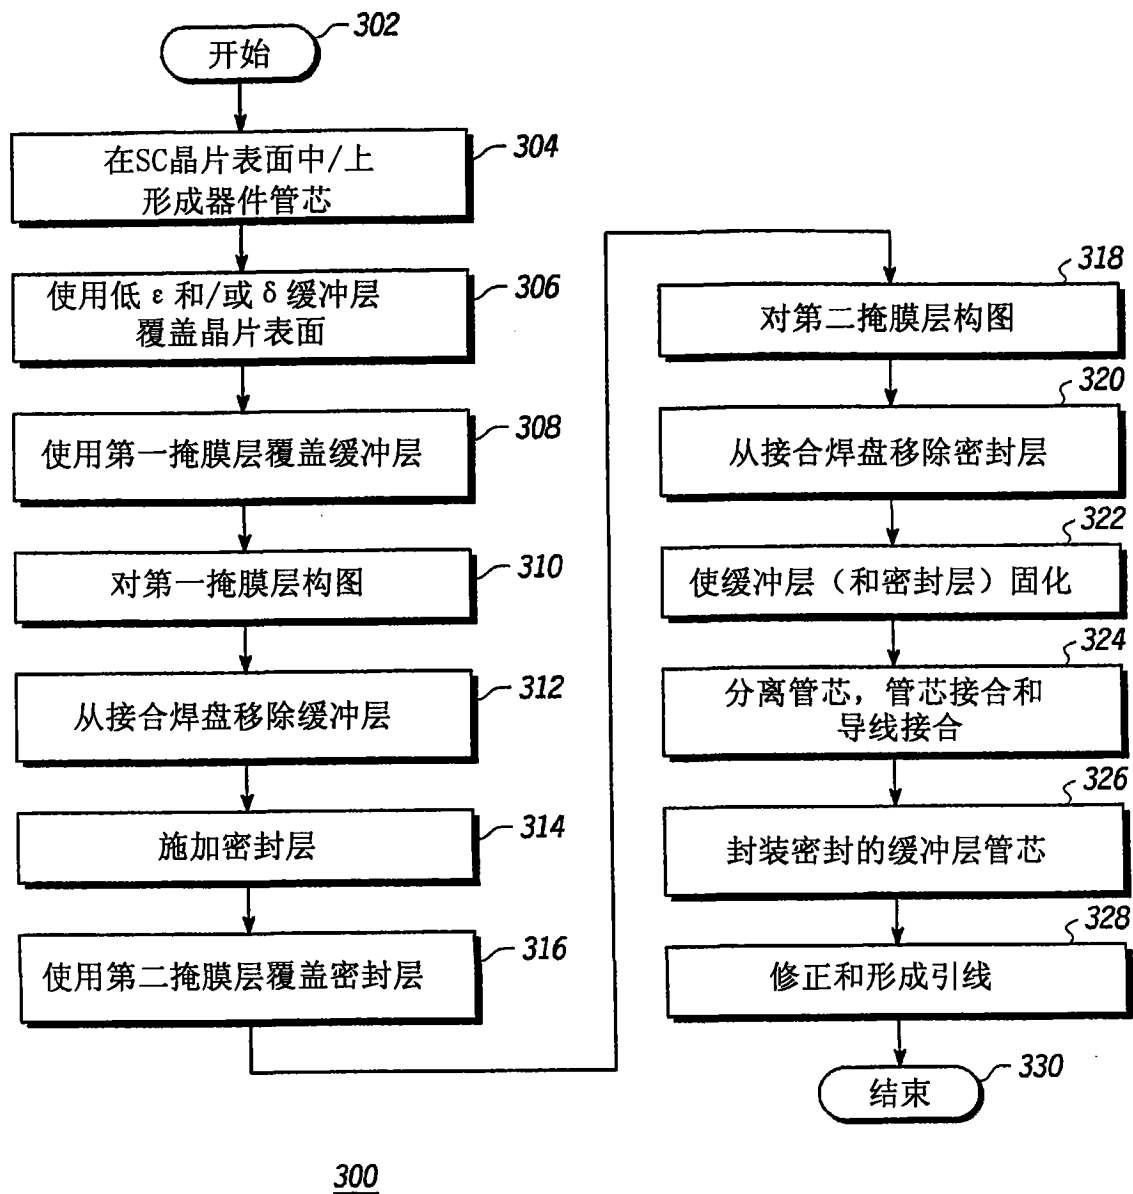 开始
302
在SC晶片表面中/上
形成器件管芯
304
使用低 ε 和/或 δ 缓冲层
覆盖晶片表面
306
使用第一掩膜层覆盖缓冲层
308
对第一掩膜层构图
310
从接合焊盘移除缓冲层
312
施加密封层
314
使用第二掩膜层覆盖密封层
316
对第二掩膜层构图
318
从接合焊盘移除密封层
320
使缓冲层（和密封层）固化
322
分离管芯，管芯接合和
导线接合
324
封装密封的缓冲层管芯
326
修正和形成引线
328
结束
330
300